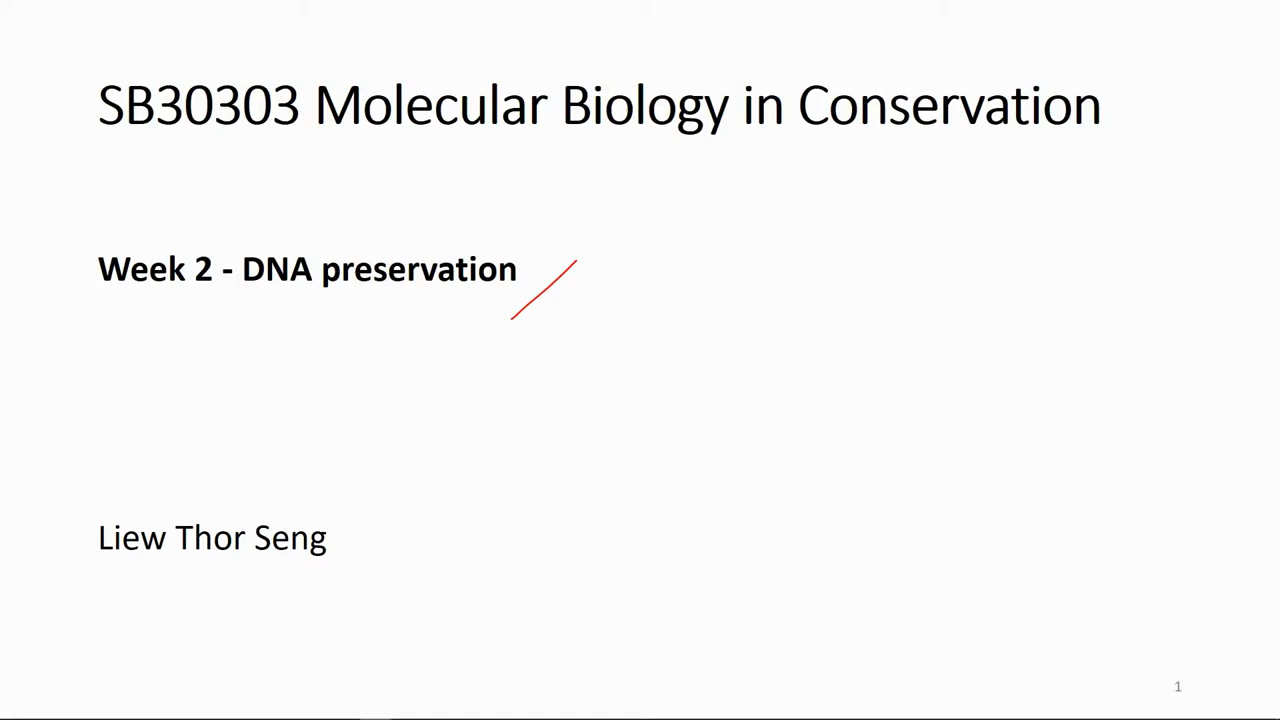 SB30303 Molecular Biology in Conservation
Week 2 - DNA preservation
Liew Thor Seng
1